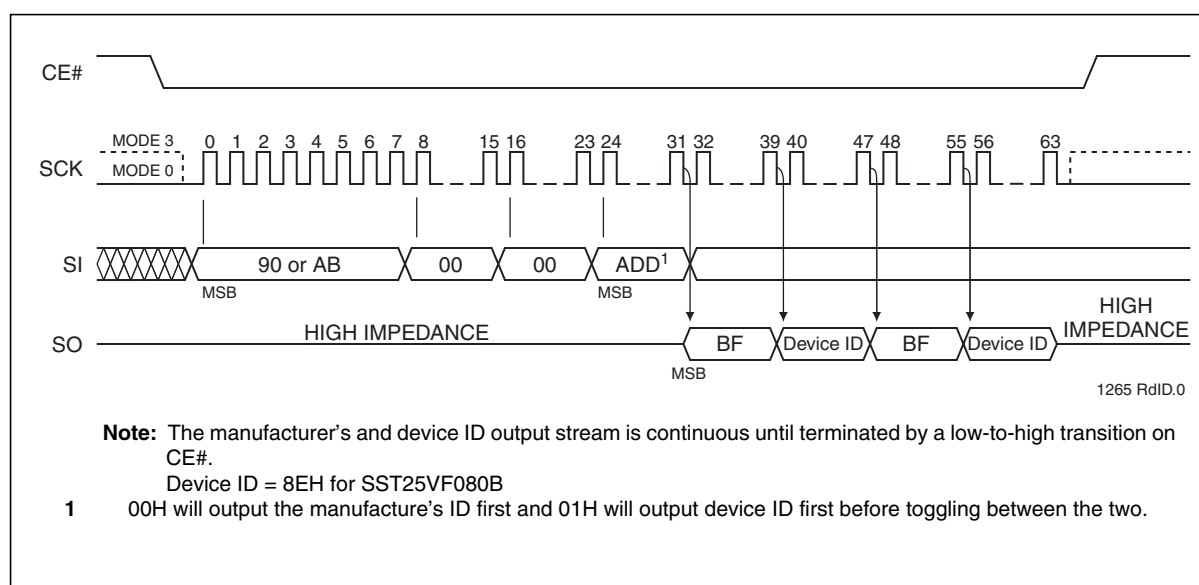 CE#
MODE 3
0 1 2 3 4 5 6 7 8 15 16 23 24 31 32 39 40 47 48 55 56 63
SCK
MODE 0
SI
90 or AB 00 00 ADD1
MSB MSB
HIGH IMPEDANCE
HIGH IMPEDANCE
SO
BF Device ID BF Device ID
MSB
1265 RdID.0
Note: The manufacturer's and device ID output stream is continuous until terminated by a low-to-high transition on
CE#.
Device ID = 8EH for SST25VF080B
1 00H will output the manufacture's ID first and 01H will output device ID first before toggling between the two.